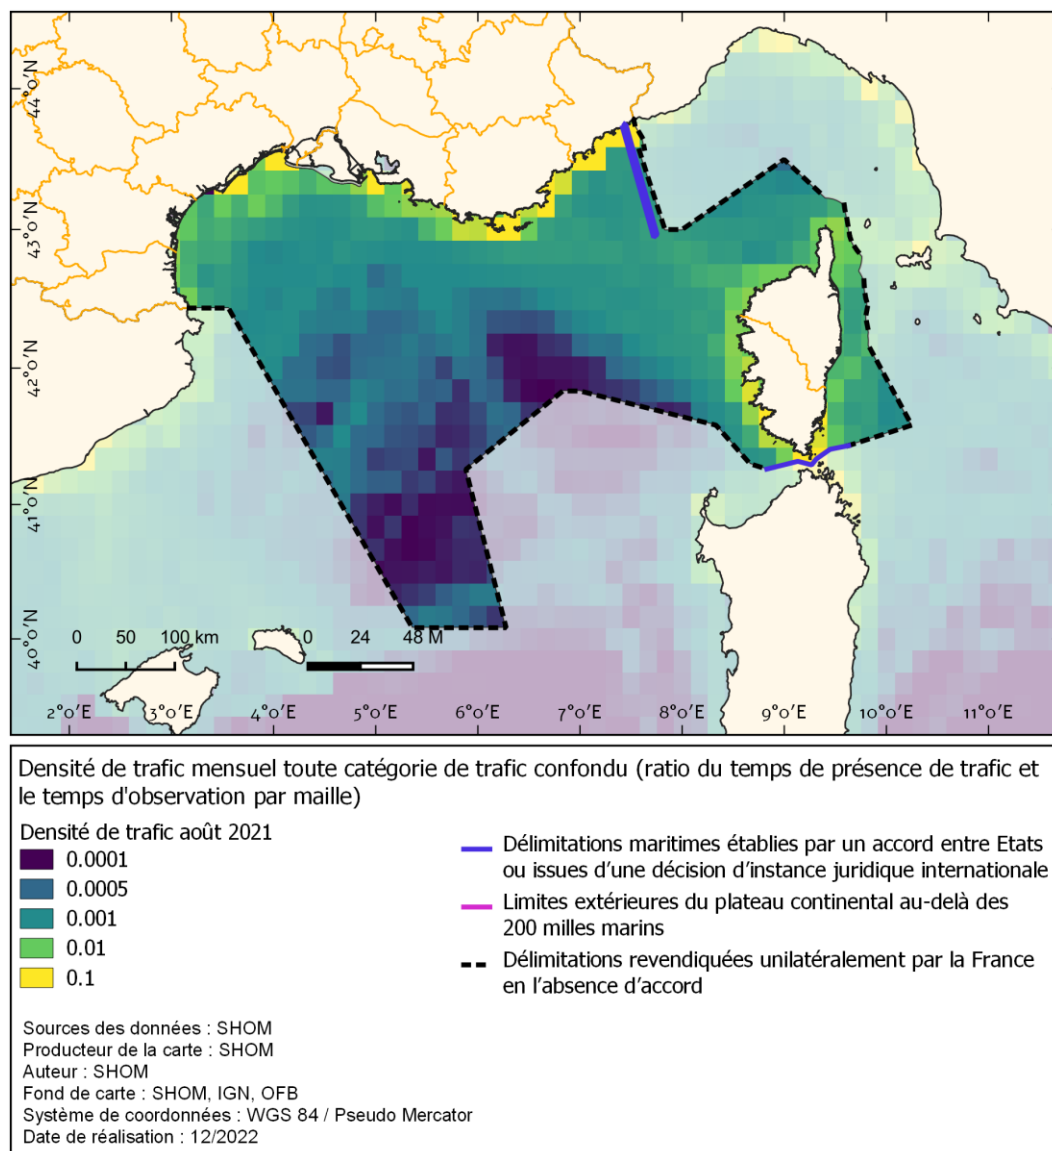 44°0'N
43°0'N
42°0'N
41°0'N
40°0'N
0 50 100 km
0 24 48 M
2°0'E 3°0'E 4°0'E 5°0'E 6°0'E 7°0'E 8°0'E 9°0'E 10°0'E 11°0'E
Densité de trafic mensuel toute catégorie de trafic confondu (ratio du temps de présence de trafic et
le temps d'observation par maille)
Densité de trafic août 2021
0.0001
0.0005
0.001
0.01
0.1
Délimitations maritimes établies par un accord entre Etats
ou issues d’une décision d’instance juridique internationale
Limites extérieures du plateau continental au-delà des
200 milles marins
Délimitations revendiquées unilatéralement par la France
en l’absence d’accord
Sources des données : SHOM
Producteur de la carte : SHOM
Auteur : SHOM
Fond de carte : SHOM, IGN, OFB
Système de coordonnées : WGS 84 / Pseudo Mercator
Date de réalisation : 12/2022